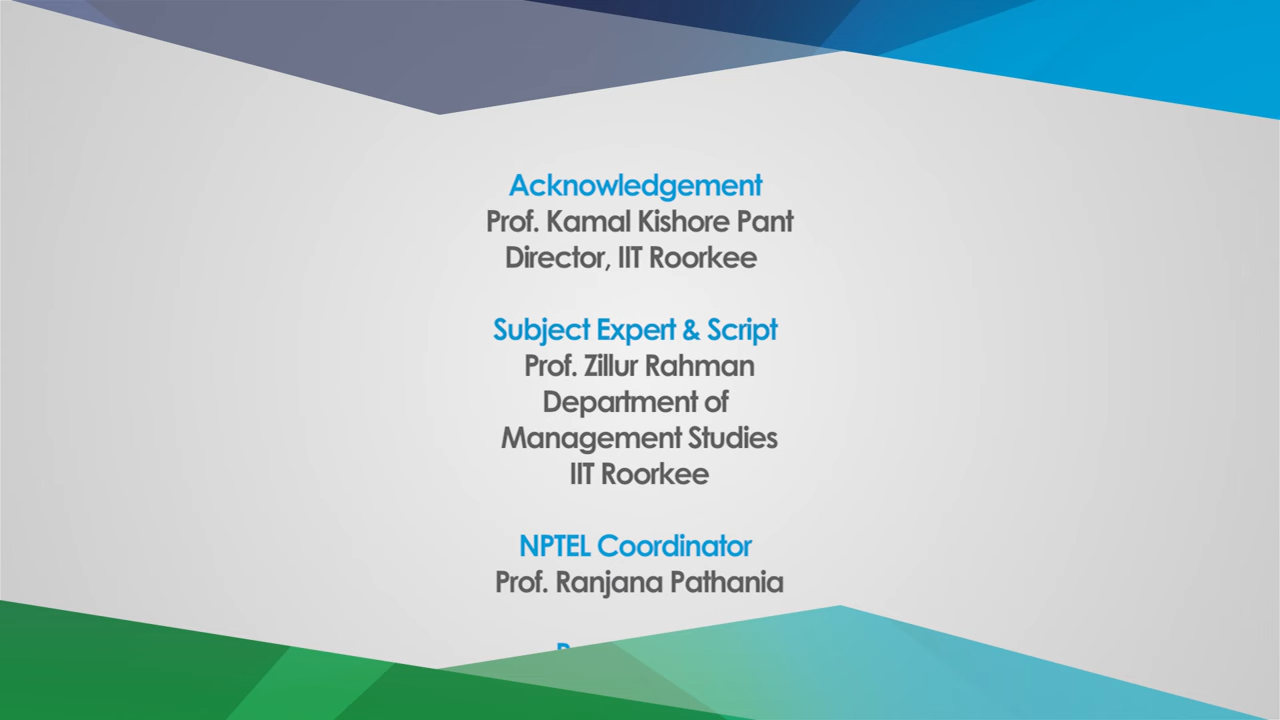 Acknowledgement
Prof. Kamal Kishore Pant
Director, IIT Roorkee
Subject Expert & Script
Prof. Zillur Rahman
Department of
Management Studies
IIT Roorkee
NPTEL Coordinator
Prof. Ranjana Pathania